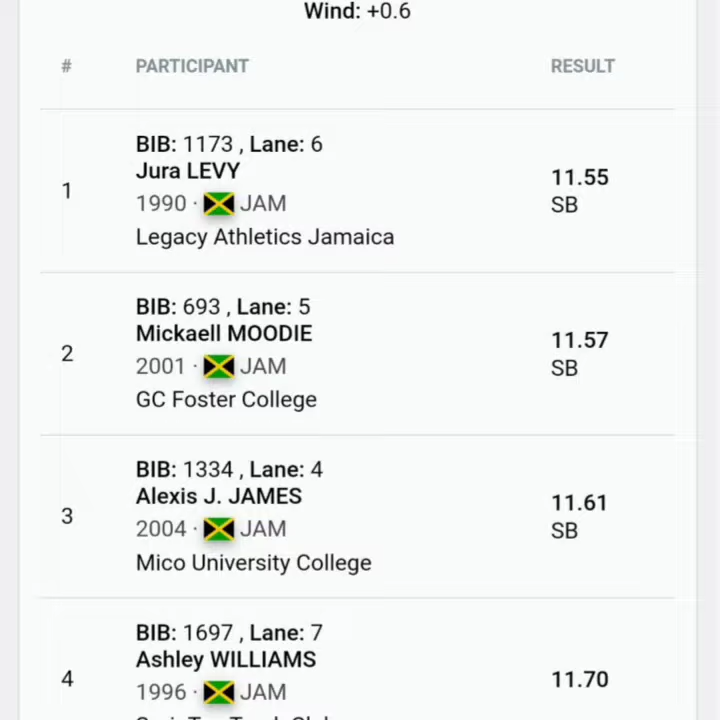 Wind: +0.6
# PARTICIPANT RESULT
BIB: 1173 , Lane: 6
Jura LEVY
1 11.55
1990 · JAM SB
Legacy Athletics Jamaica
BIB: 693 , Lane: 5
Mickaell MOODIE
2 11.57
2001 · JAM SB
GC Foster College
BIB: 1334 , Lane: 4
Alexis J. JAMES
3 11.61
2004 · JAM SB
Mico University College
BIB: 1697 , Lane: 7
Ashley WILLIAMS
4 11.70
1996 · JAM